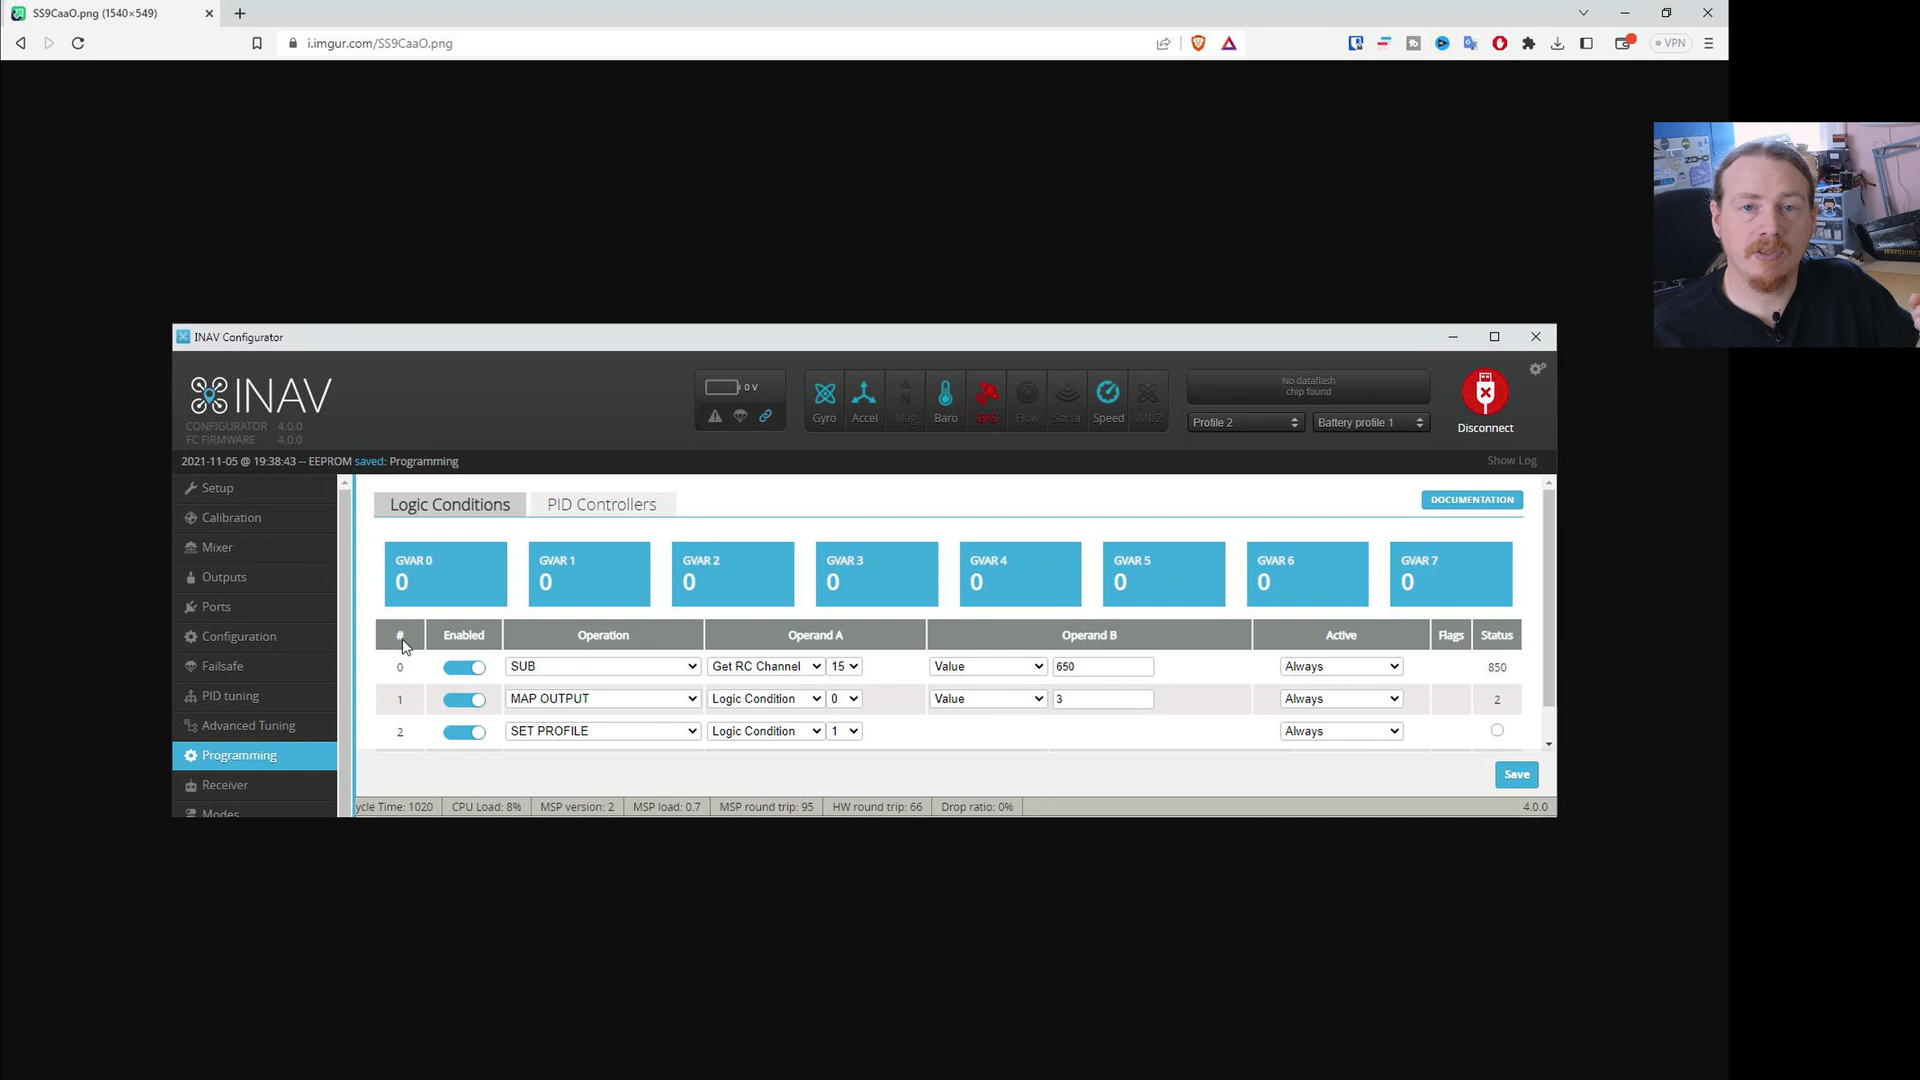 SS9CaaO.png (1540×549)
i.imgur.com/SS9CaaO.png
VPN
INAV Configurator
INAV
CONFIGURATOR 4.0.0
FC FIRMWARE 4.0.0
0 V
Gyro Accel Mag Baro GPS Flow Sonar Speed IMU2
No dataflash
chip found
Profile 2
Battery profile 1
Disconnect
2021-11-05 @ 19:38:43 -- EEPROM saved: Programming
Show Log
Setup
Calibration
Mixer
Outputs
Ports
Configuration
Failsafe
PID tuning
Advanced Tuning
Programming
Receiver
Modes
Logic Conditions
PID Controllers
DOCUMENTATION
GVAR 0 GVAR 1 GVAR 2 GVAR 3 GVAR 4 GVAR 5 GVAR 6 GVAR 7
0 0 0 0 0 0 0 0
# Enabled Operation Operand A Operand B Active Flags Status
0 SUB Get RC Channel 15 Value 650 Always 850
1 MAP OUTPUT Logic Condition 0 Value 3 Always 2
2 SET PROFILE Logic Condition 1 Always
Save
ycle Time: 1020 CPU Load: 8% MSP version: 2 MSP load: 0.7 MSP round trip: 95 HW round trip: 66 Drop ratio: 0% 4.0.0